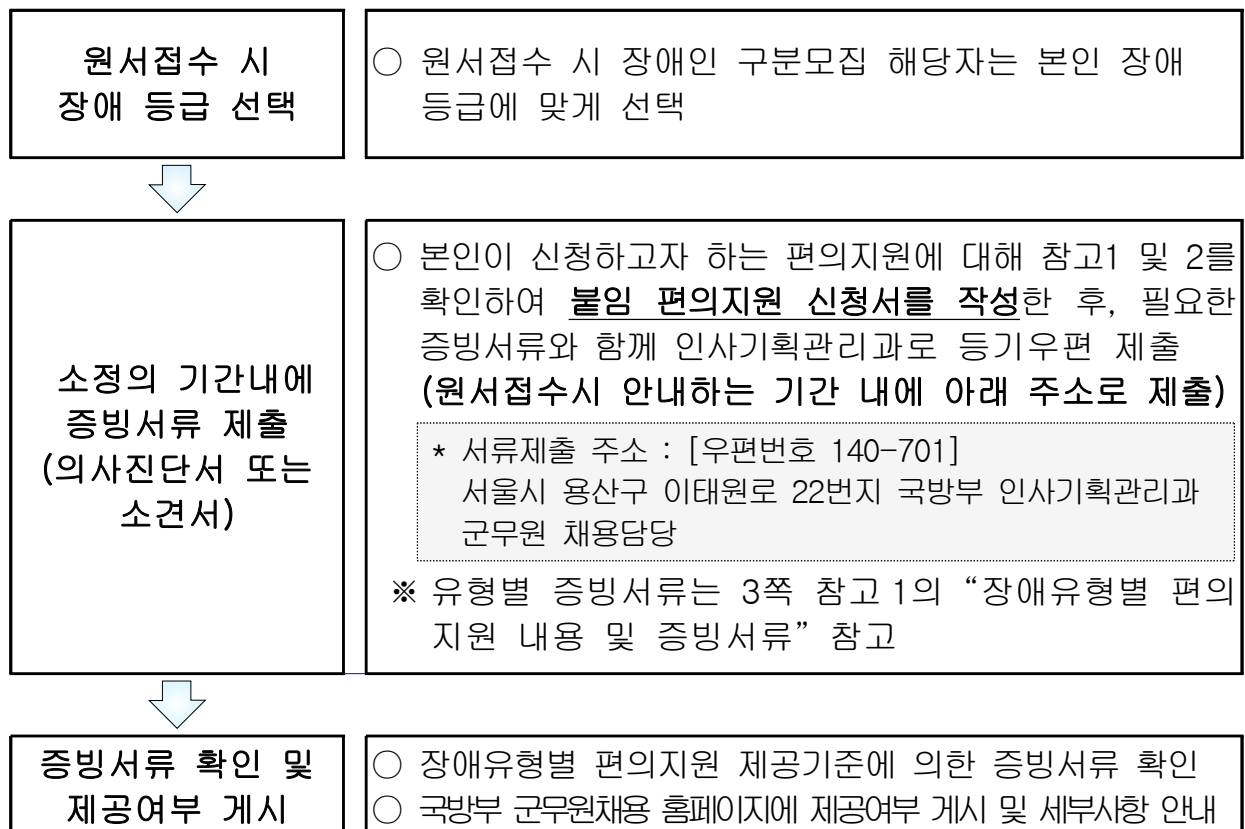 원서접수 시
장애 등급 선택
○ 원서접수 시 장애인 구분모집 해당자는 본인 장애
등급에 맞게 선택
소정의 기간내에
증빙서류 제출
(의사진단서 또는
소견서)
○ 본인이 신청하고자 하는 편의지원에 대해 참고1 및 2를
확인하여 붙임 편의지원 신청서를 작성한 후, 필요한
증빙서류와 함께 인사기획관리과로 등기우편 제출
(원서접수시 안내하는 기간 내에 아래 주소로 제출)
* 서류제출 주소 : [우편번호 140-701]
서울시 용산구 이태원로 22번지 국방부 인사기획관리과
군무원 채용담당
※ 유형별 증빙서류는 3쪽 참고 1의 “장애유형별 편의
지원 내용 및 증빙서류” 참고
증빙서류 확인 및
제공여부 게시
○ 장애유형별 편의지원 제공기준에 의한 증빙서류 확인
○ 국방부 군무원채용 홈페이지에 제공여부 게시 및 세부사항 안내